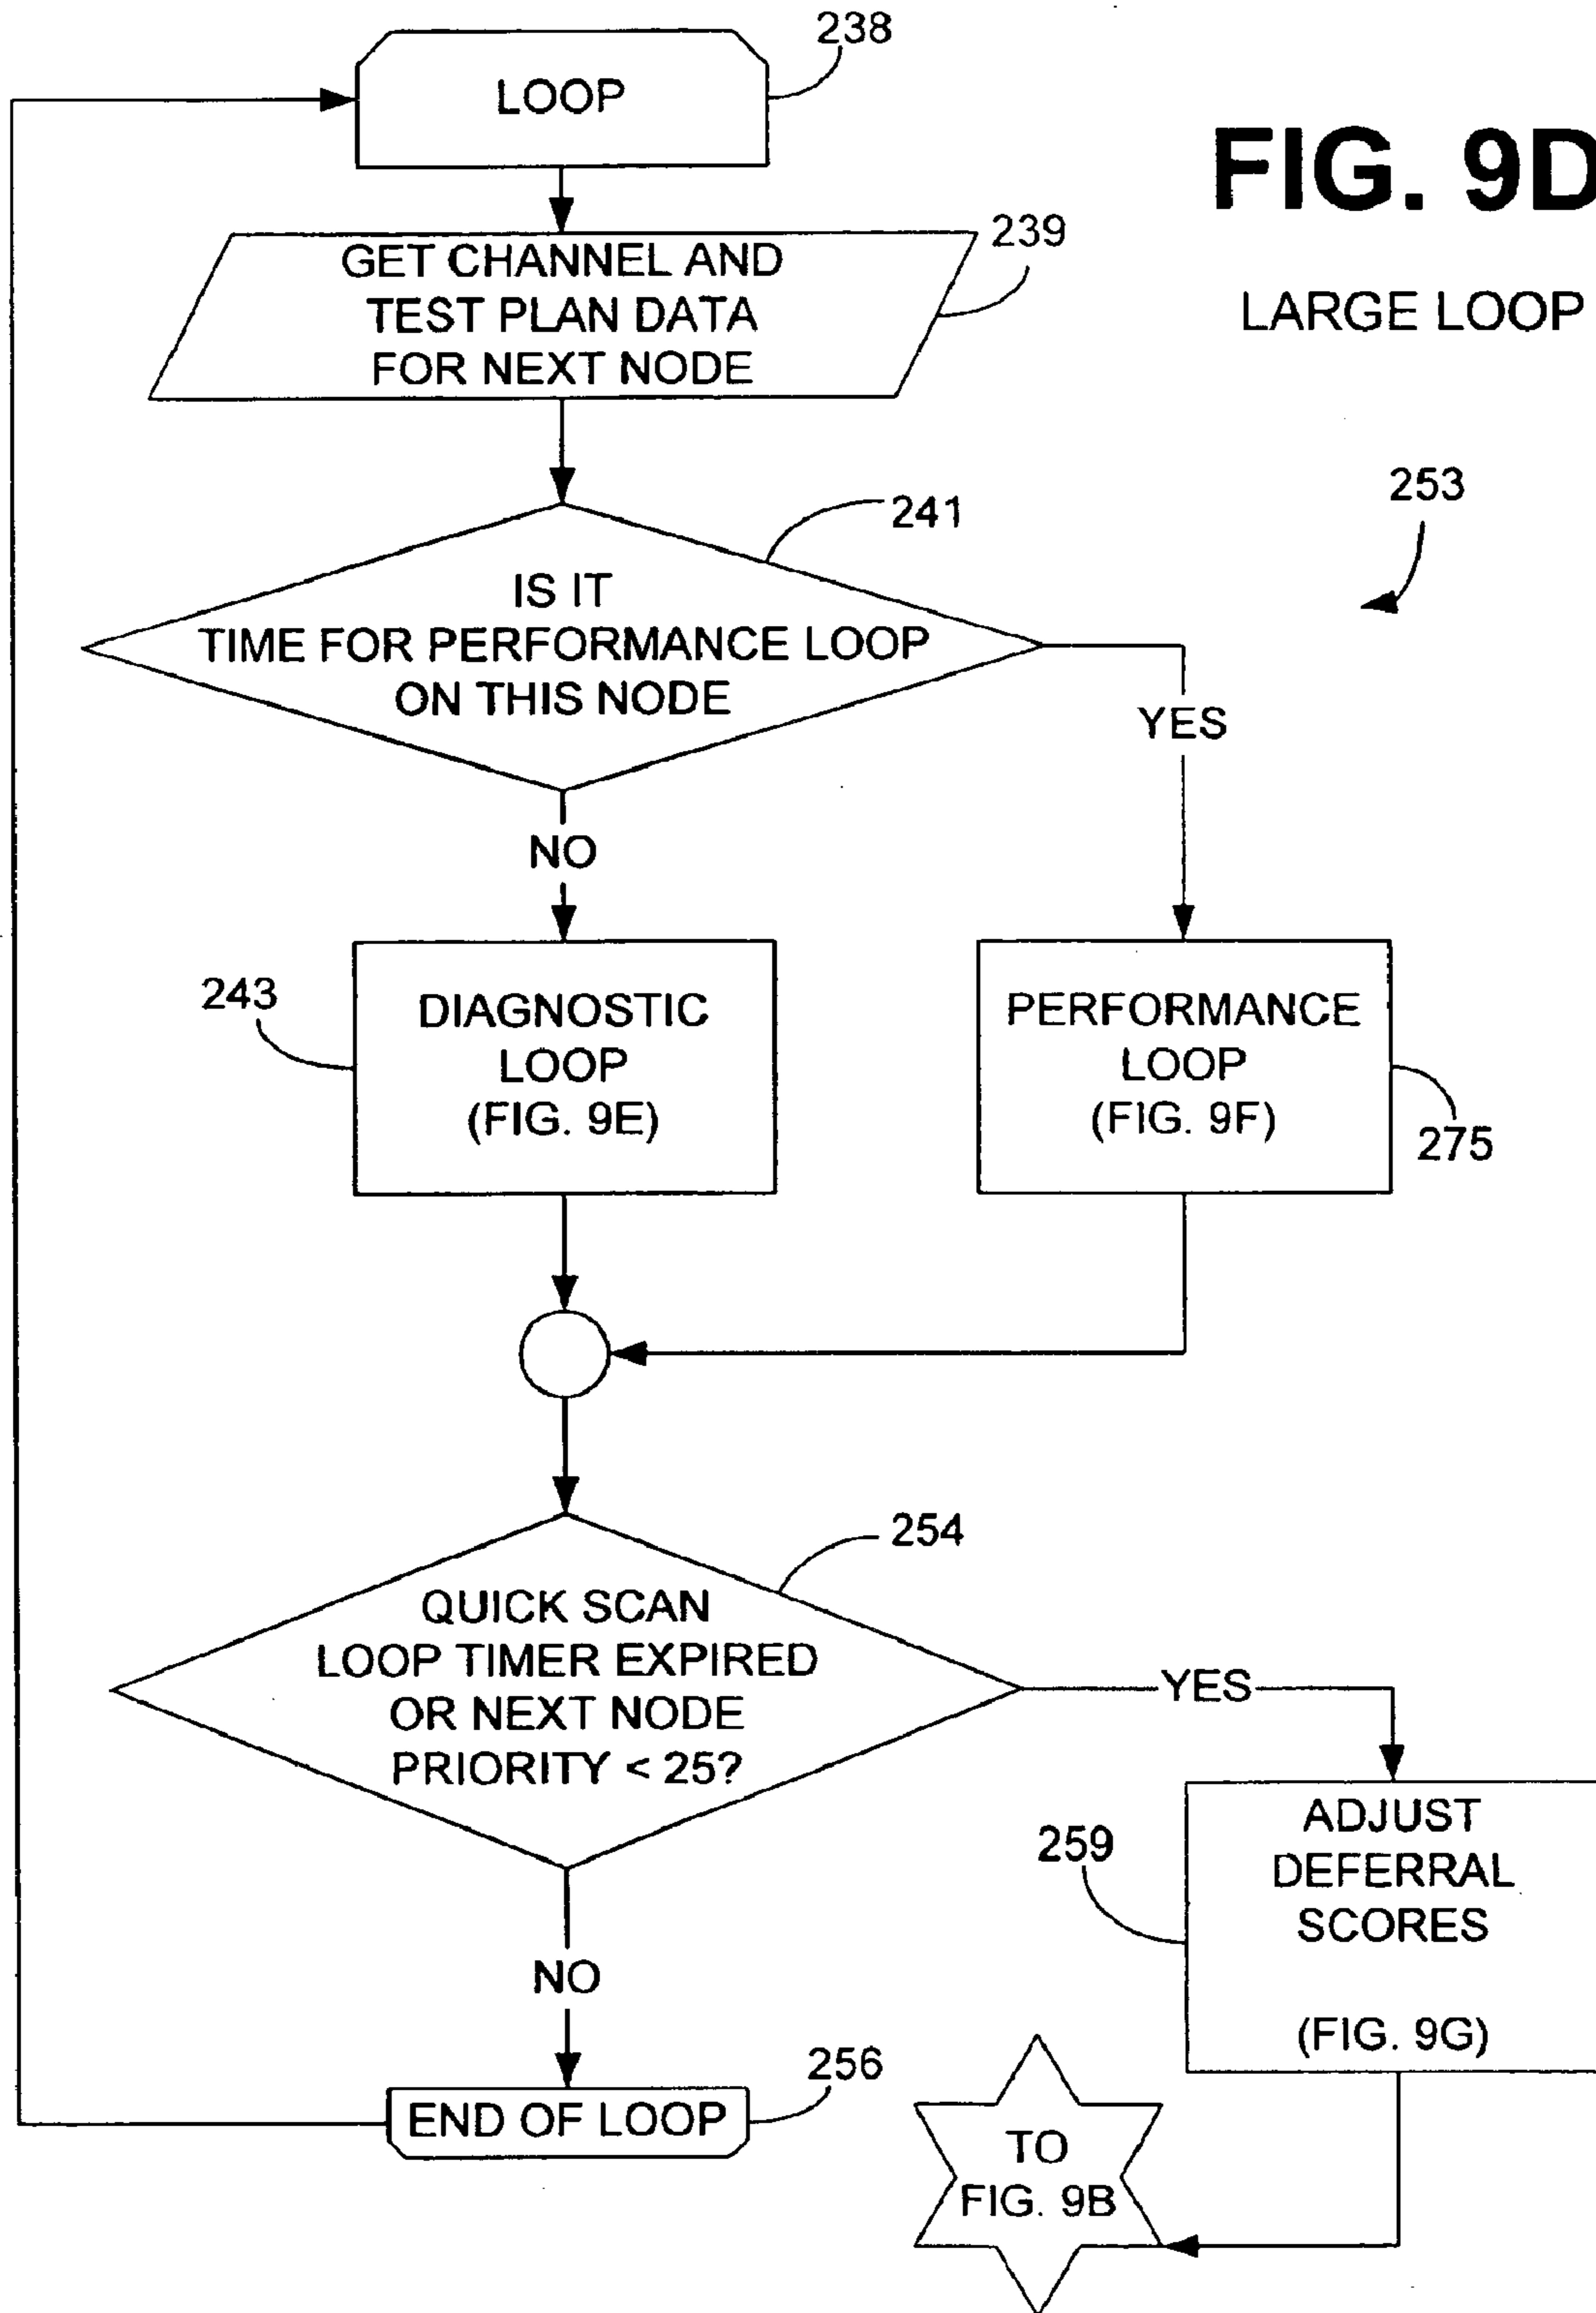 238
LOOP
FIG. 9D
LARGE LOOP
239
GET CHANNEL AND
TEST PLAN DATA
FOR NEXT NODE
253
241
IS IT
TIME FOR PERFORMANCE LOOP
ON THIS NODE
YES
NO
243
DIAGNOSTIC
LOOP
(FIG. 9E)
PERFORMANCE
LOOP
(FIG. 9F)
275
254
QUICK SCAN
LOOP TIMER EXPIRED
OR NEXT NODE
PRIORITY < 25?
YES
259
ADJUST
DEFERRAL
SCORES
(FIG. 9G)
NO
256
END OF LOOP
TO
FIG. 9B